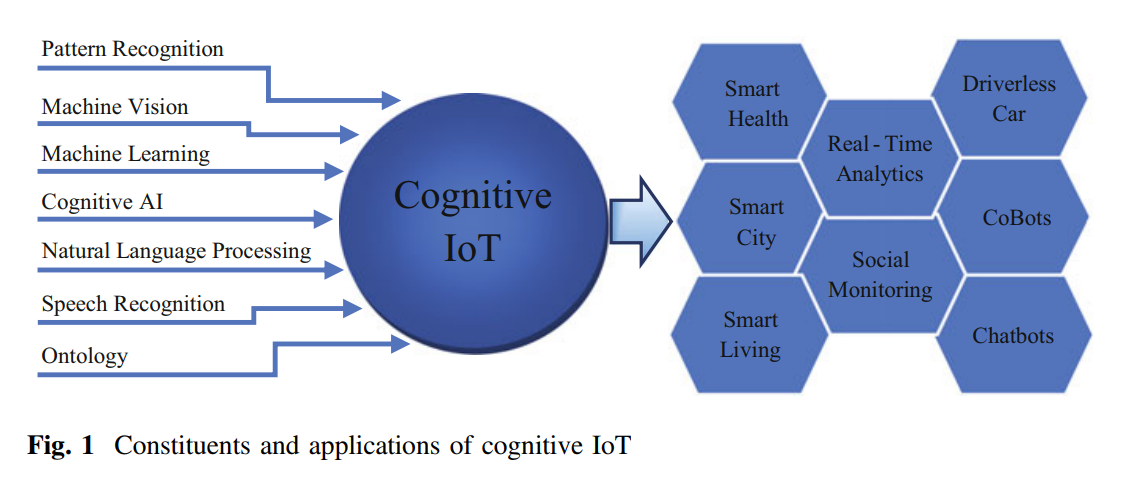 Pattern Recognition
Machine Vision
Machine Learning
Cognitive AI
Natural Language Processing
Speech Recognition
Ontology
Cognitive
IoT
Smart
Health
Smart
City
Smart
Living
Real - Time
Analytics
Social
Monitoring
Driverless
Car
CoBots
Chatbots
Fig. 1 Constituents and applications of cognitive IoT